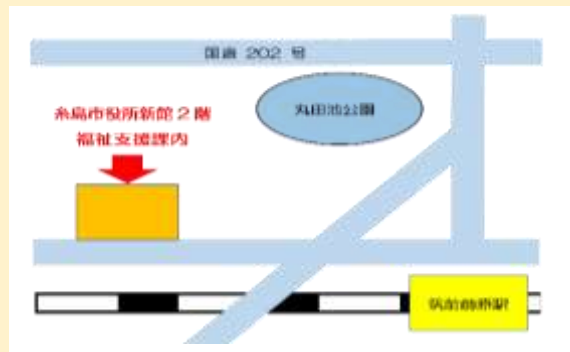 国道 202 号
丸田池公園
糸島市役所新館2階
福祉支援課内
筑前前原駅